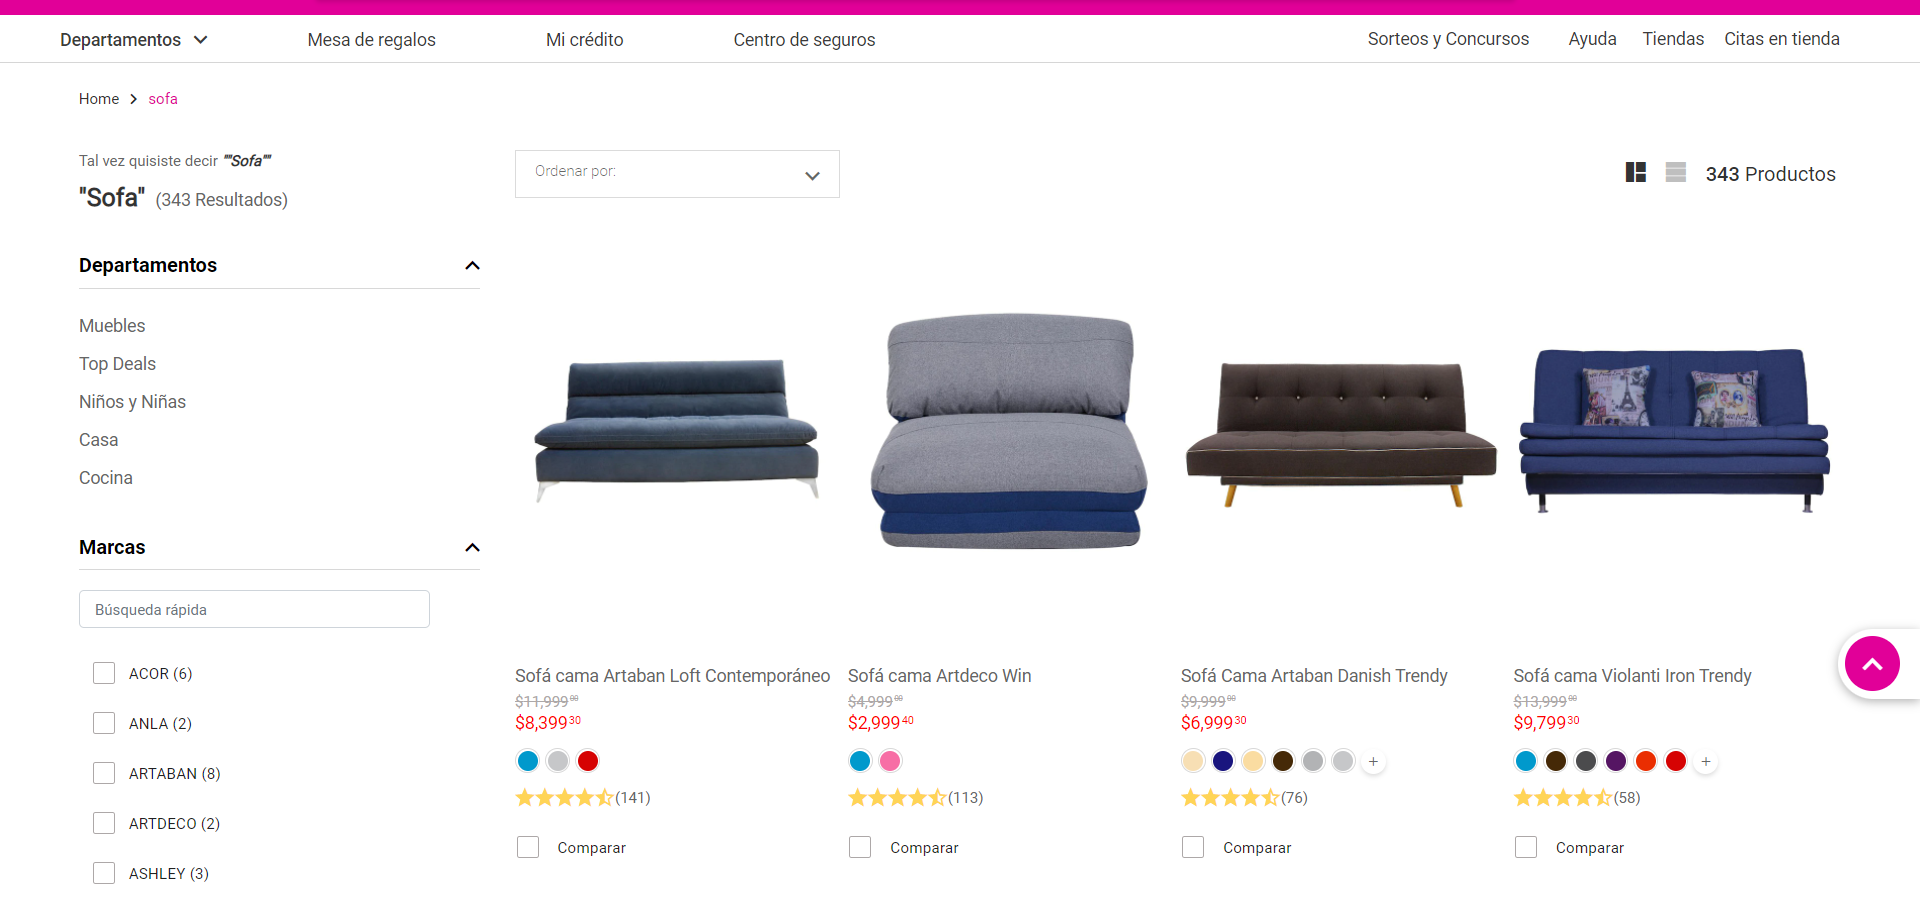 Departamentos
Mesa de regalos
Mi crédito
Centro de seguros
Sorteos y Concursos
Ayuda
Tiendas
Citas en tienda
Home > sofa
Tal vez quisiste decir ""Sofa""
"Sofa" (343 Resultados)
Ordenar por:
343 Productos
Departamentos
Muebles
Top Deals
Niños y Niñas
Casa
Cocina
Marcas
Búsqueda rápida
ACOR (6)
ANLA (2)
ARTABAN (8)
ARTDECO (2)
ASHLEY (3)
Sofá cama Artaban Loft Contemporáneo
$11,999.00
$8,399.30
(141)
Comparar
Sofá cama Artdeco Win
$4,999.00
$2,999.40
(113)
Comparar
Sofá Cama Artaban Danish Trendy
$9,999.00
$6,999.30
+
(76)
Comparar
Sofá cama Violanti Iron Trendy
$13,999.00
$9,799.30
+
(58)
Comparar